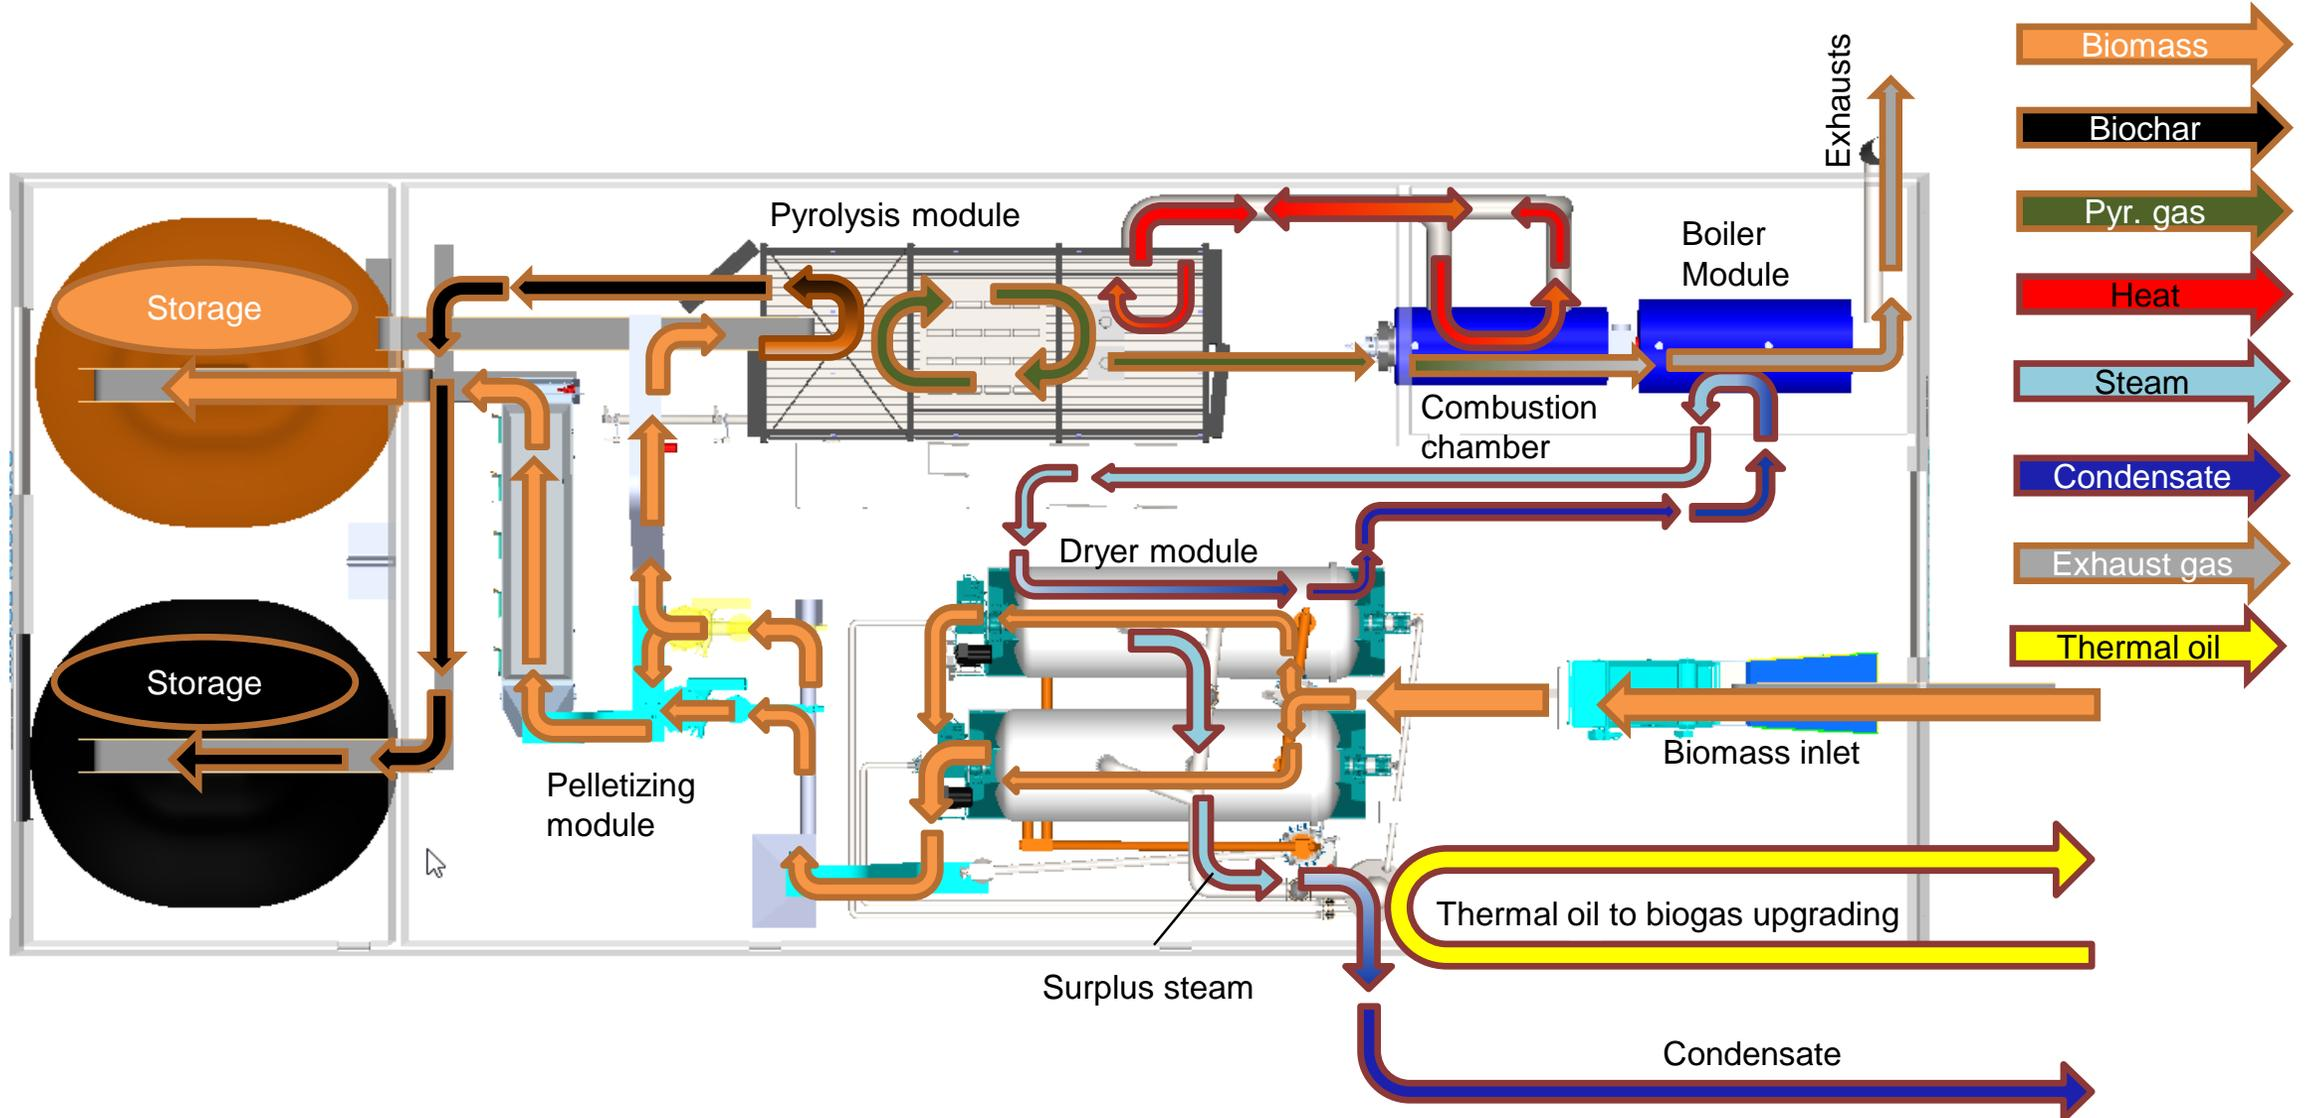 Exhausts
Biomass
Biochar
Pyr. gas
Heat
Steam
Condensate
Exhaust gas
Thermal oil
Pyrolysis module
Boiler
Module
Storage
Combustion
chamber
Dryer module
Storage
Biomass inlet
Pelletizing
module
Thermal oil to biogas upgrading
Surplus steam
Condensate